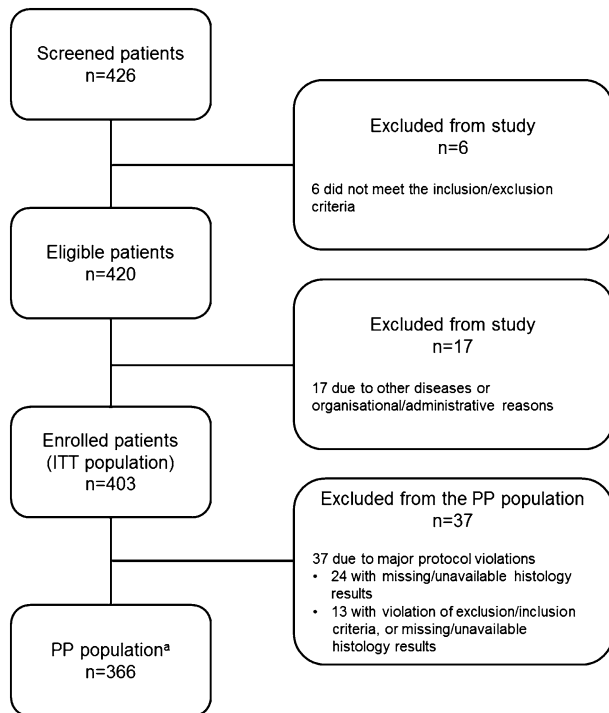 Screened patients
n=426
Excluded from study
n=6
6 did not meet the inclusion/exclusion
criteria
Eligible patients
n=420
Excluded from study
n=17
17 due to other diseases or
organisational/administrative reasons
Enrolled patients
(ITT population)
n=403
Excluded from the PP population
n=37
37 due to major protocol violations
• 24 with missing/unavailable histology
results
• 13 with violation of exclusion/inclusion
criteria, or missing/unavailable
histology results
PP populationᵃ
n=366